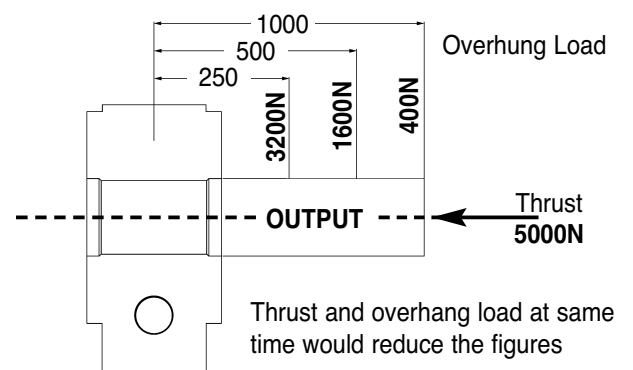 1000
Overhung Load
500
250
3200N
1600N
400N
OUTPUT
Thrust
5000N
Thrust and overhang load at same
time would reduce the figures